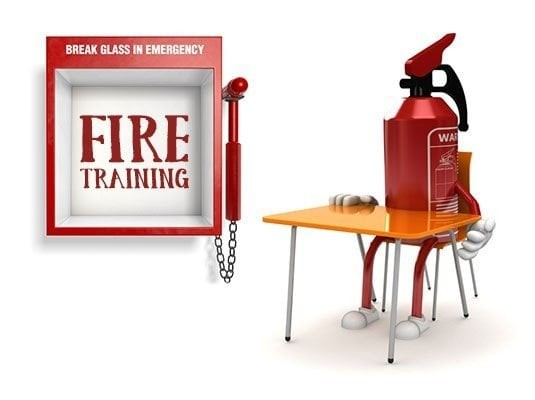 BREAK GLASS IN EMERGENCY
FIRE
TRAINING